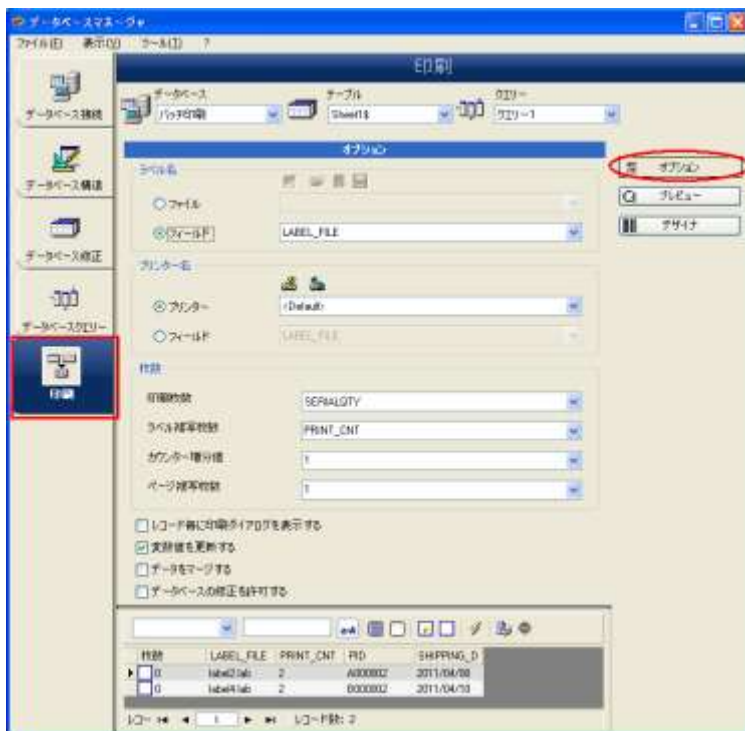 データベースマネージャ
ファイル(F) 表示(V) ツール(T) ?
印刷
データベース接続
データベース構造
データベース修正
データベースクエリー
印刷
データベース テーブル クエリー
バッチ印刷 Sheet1$ クエリー1
オプション
ラベル名
ファイル
フィールド LABEL_FILE
プリンター名
プリンター <Default>
フィールド LABEL_FILE
枚数
印刷枚数 SERIALQTY
ラベル複写枚数 PRINT_CNT
カウンター増分値 1
ページ複写枚数 1
レコード毎に印刷ダイアログを表示する
変数値を更新する
データをマージする
データベースの修正を許可する
オプション
プレビュー
デザイナ
枚数 LABEL_FILE PRINT_CNT PID SHIPPING_D
0 label2.lab 2 A000002 2011/04/08
0 label4.lab 2 B000002 2011/04/10
レコー 1 レコード数: 2